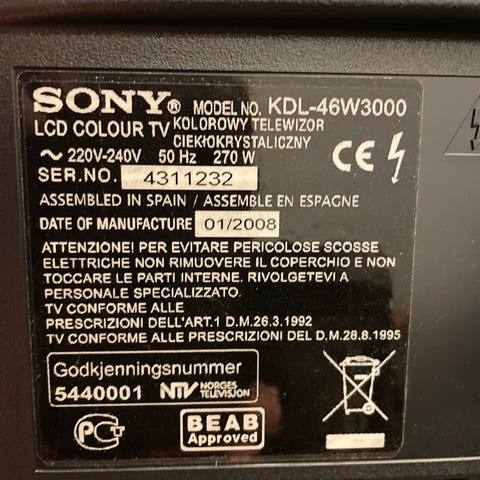 SONY® MODEL NO. KDL-46W3000
LCD COLOUR TV KOLOROWY TELEWIZOR
CIEKŁOKRYSTALICZNY
~ 220V-240V 50 Hz 270 W
CE
SER.NO. 4311232
ASSEMBLED IN SPAIN / ASSEMBLE EN ESPAGNE
DATE OF MANUFACTURE 01/2008
ATTENZIONE! PER EVITARE PERICOLOSE SCOSSE
ELETTRICHE NON RIMUOVERE IL COPERCHIO E NON
TOCCARE LE PARTI INTERNE. RIVOLGETEVI A
PERSONALE SPECIALIZZATO.
TV CONFORME ALLE
PRESCRIZIONI DELL'ART.1 D.M.26.3.1992
TV CONFORME ALLE PRESCRIZIONI DEL D.M.28.8.1995
Godkjenningsnummer
5440001 NTV NORGES
TELEVISJON
PCT
BEAB
Approved